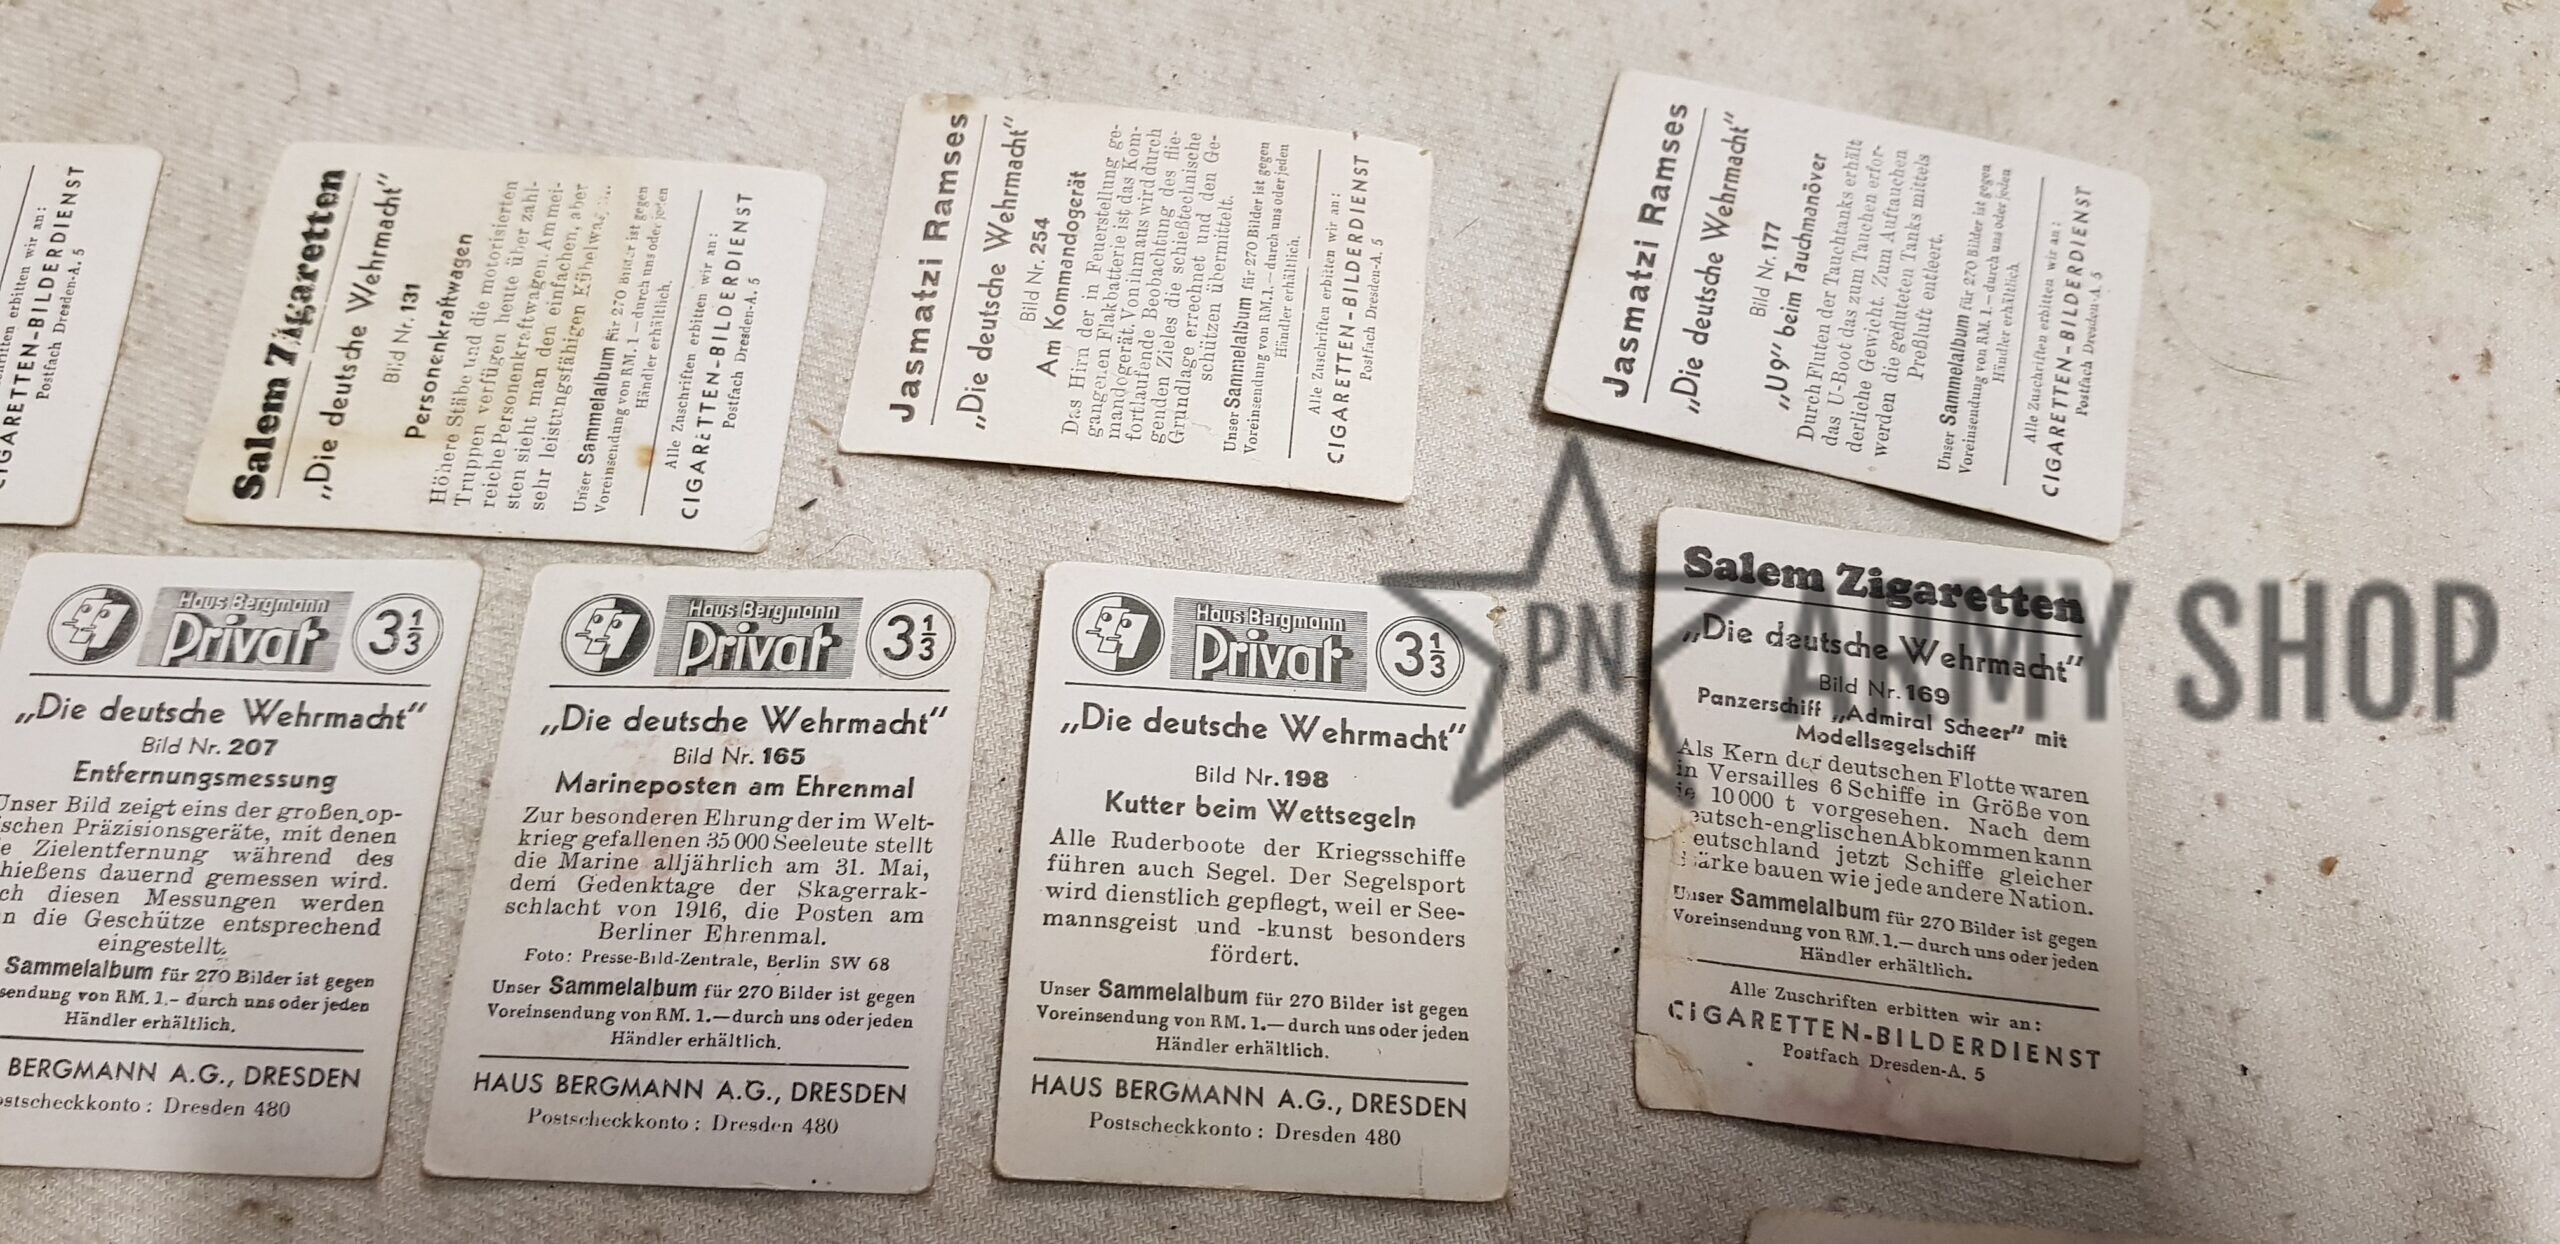 erbitten wir an:
CIGARETTEN-BILDERDIENST
Postfach Dresden-A. 5
Salem Zigaretten
„Die deutsche Wehrmacht“
Bild Nr. 131
Personenkraftwagen
Höhere Stäbe und die motorisierten
Truppen verfügen heute über zahl-
reiche Personenkraftwagen. Am mei-
sten sieht man den einfachen, aber
sehr leistungsfähigen
Unser Sammelalbum für 270 Bilder ist gegen
Voreinsendung von RM. 1 — durch uns oder jeden
Händler erhältlich.
Alle Zuschriften erbitten wir an:
CIGARETTEN-BILDERDIENST
Postfach Dresden-A. 5
Jasmatzi Ramses
„Die deutsche Wehrmacht“
Bild Nr. 254
Am Kommandogerät
Das Hirn der in Feuerstellung ge-
gangenen Flakbatterie ist das Kom-
mandogerät. Von ihm aus wird durch
fortlaufende Beobachtung des flie-
genden Zieles die schießtechnische
Grundlage errechnet und den Ge-
schützen übermittelt.
Unser Sammelalbum für 270 Bilder ist gegen
Voreinsendung von RM. 1.— durch uns oder jeden
Händler erhältlich.
Alle Zuschriften erbitten wir an:
CIGARETTEN-BILDERDIENST
Postfach Dresden-A. 5
Jasmatzi Ramses
„Die deutsche Wehrmacht“
Bild Nr. 177
„U9“ beim Tauchmanöver
Durch Fluten der Tauchtanks erhält
das U-Boot das zum Tauchen erfor-
derliche Gewicht. Zum Auftauchen
werden die gefluteten Tanks mittels
Preßluft entleert.
Unser Sammelalbum für 270 Bilder ist gegen
Voreinsendung von RM. 1.— durch uns oder jeden
Händler erhältlich.
Alle Zuschriften erbitten wir an:
CIGARETTEN-BILDERDIENST
Postfach Dresden-A. 5
Haus Bergmann
Privat
3 1/3
„Die deutsche Wehrmacht“
Bild Nr. 207
Entfernungsmessung
Unser Bild zeigt eins der großen op-
schen Präzisionsgeräte, mit denen
e Zielentfernung während des
hießens dauernd gemessen wird.
ch diesen Messungen werden
n die Geschütze entsprechend
eingestellt.
Sammelalbum für 270 Bilder ist gegen
sendung von RM. 1.- durch uns oder jeden
Händler erhältlich.
BERGMANN A.G., DRESDEN
stscheckkonto: Dresden 480
Haus Bergmann
Privat
3 1/3
„Die deutsche Wehrmacht“
Bild Nr. 165
Marineposten am Ehrenmal
Zur besonderen Ehrung der im Welt-
krieg gefallenen 35 000 Seeleute stellt
die Marine alljährlich am 31. Mai,
dem Gedenktage der Skagerrak-
schlacht von 1916, die Posten am
Berliner Ehrenmal.
Foto: Presse-Bild-Zentrale, Berlin SW 68
Unser Sammelalbum für 270 Bilder ist gegen
Voreinsendung von RM. 1.— durch uns oder jeden
Händler erhältlich.
HAUS BERGMANN A.G., DRESDEN
Postscheckkonto: Dresden 480
Haus Bergmann
Privat
3 1/3
„Die deutsche Wehrmacht“
Bild Nr. 198
Kutter beim Wettsegeln
Alle Ruderboote der Kriegsschiffe
führen auch Segel. Der Segelsport
wird dienstlich gepflegt, weil er See-
mannsgeist und -kunst besonders
fördert.
Unser Sammelalbum für 270 Bilder ist gegen
Voreinsendung von RM. 1.— durch uns oder jeden
Händler erhältlich.
HAUS BERGMANN A.G., DRESDEN
Postscheckkonto: Dresden 480
Salem Zigaretten
„Die deutsche Wehrmacht“
Bild Nr. 169
Panzerschiff „Admiral Scheer“ mit
Modellsegelschiff
Als Kern der deutschen Flotte waren
in Versailles 6 Schiffe in Größe von
je 10 000 t vorgesehen. Nach dem
eutsch-englischen Abkommen kann
eutschland jetzt Schiffe gleicher
tärke bauen wie jede andere Nation.
Unser Sammelalbum für 270 Bilder ist gegen
Voreinsendung von RM. 1.— durch uns oder jeden
Händler erhältlich.
Alle Zuschriften erbitten wir an:
CIGARETTEN-BILDERDIENST
Postfach Dresden-A. 5
PN ARMY SHOP